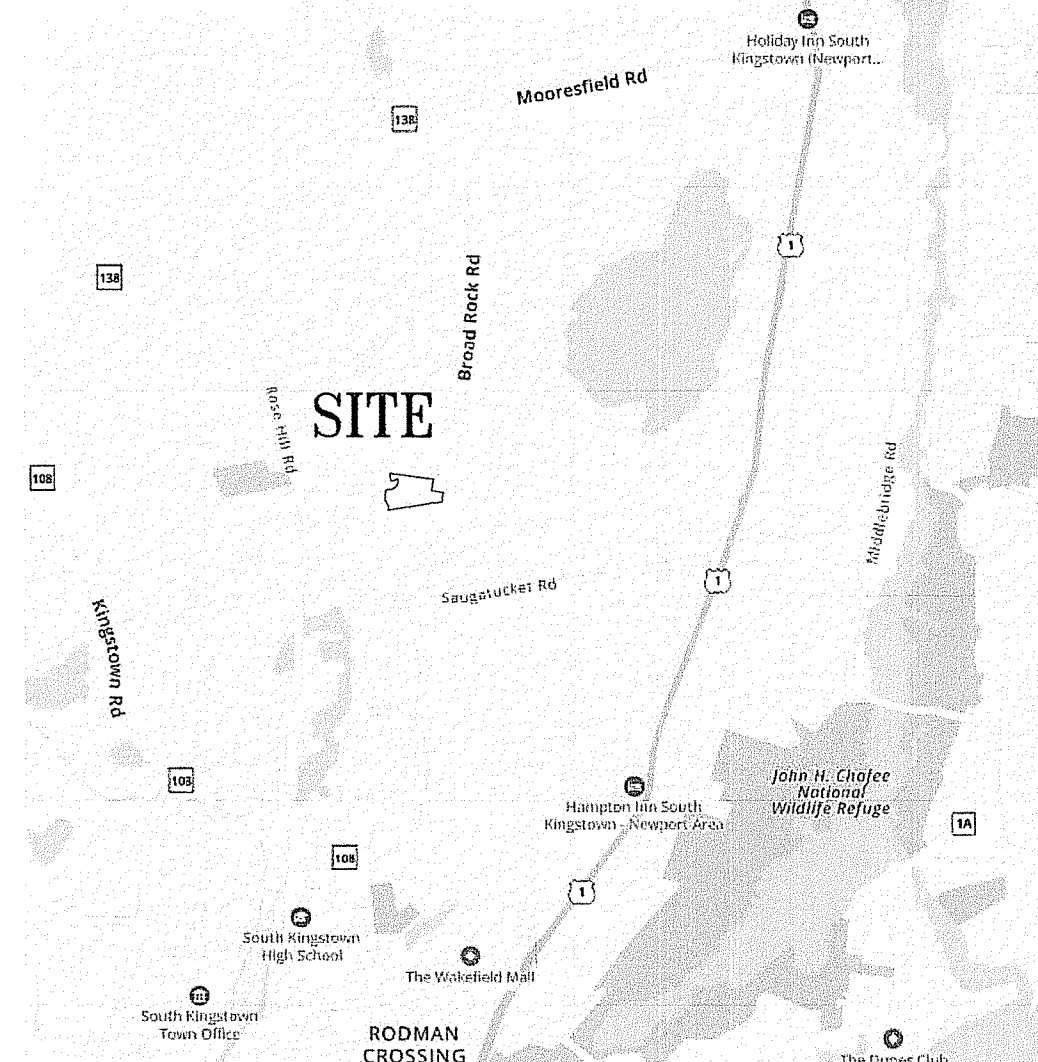 Holiday Inn South
Kingstown (Newport...
Mooresfield Rd
138
1
138
Broad Rock Rd
Rose Hill Rd
SITE
108
Middlebridge Rd
1
Saugatucket Rd
Kingstown Rd
108
John H. Chafee
National
Wildlife Refuge
Hampton Inn South
Kingstown - Newport Area
1A
108
1
South Kingstown
High School
The Wakefield Mall
South Kingstown
Town Office
RODMAN
CROSSING
The Dunes Club